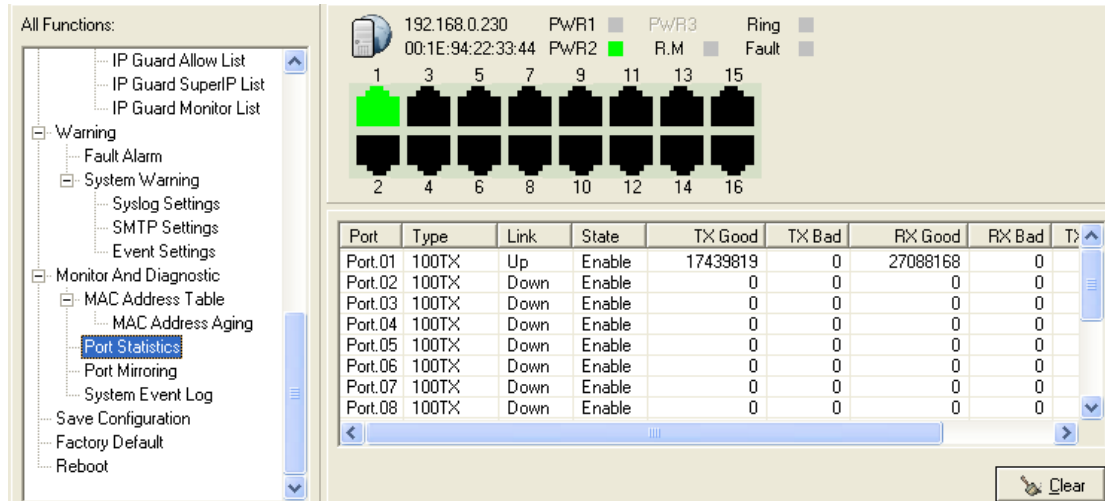 All Functions:
IP Guard Allow List
IP Guard SuperIP List
IP Guard Monitor List
Warning
Fault Alarm
System Warning
Syslog Settings
SMTP Settings
Event Settings
Monitor And Diagnostic
MAC Address Table
MAC Address Aging
Port Statistics
Port Mirroring
System Event Log
Save Configuration
Factory Default
Reboot
192.168.0.230 PWR1 PWR3 Ring
00:1E:94:22:33:44 PWR2 R.M Fault
1 3 5 7 9 11 13 15
2 4 6 8 10 12 14 16
Port Type Link State TX Good TX Bad RX Good RX Bad
Port.01 100TX Up Enable 17439819 0 27088168 0
Port.02 100TX Down Enable 0 0 0 0
Port.03 100TX Down Enable 0 0 0 0
Port.04 100TX Down Enable 0 0 0 0
Port.05 100TX Down Enable 0 0 0 0
Port.06 100TX Down Enable 0 0 0 0
Port.07 100TX Down Enable 0 0 0 0
Port.08 100TX Down Enable 0 0 0 0
Clear